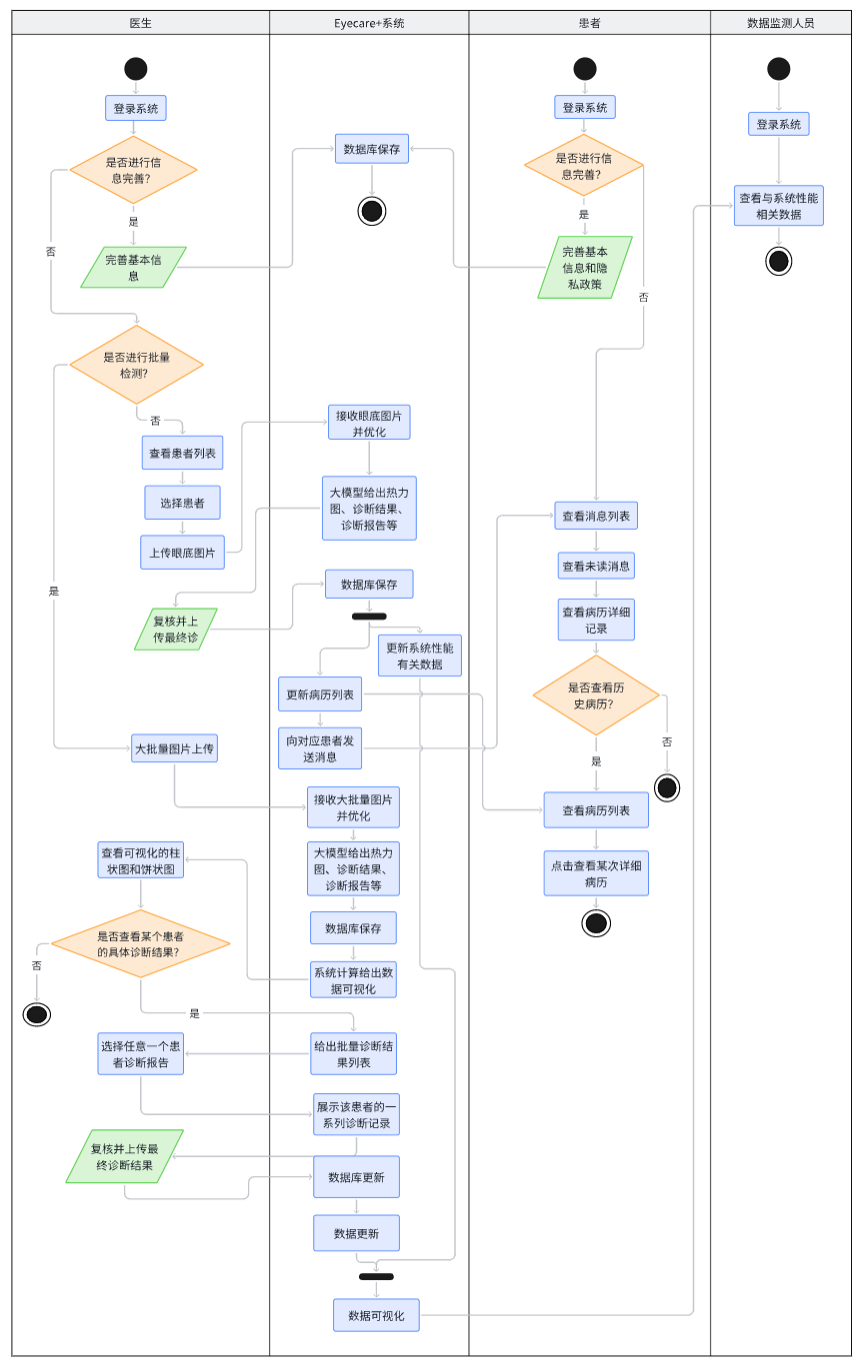 医生
Eyecare+系统
患者
数据监测人员
登录系统
是否进行信
息完善?
是
否
完善基本信
息
数据库保存
登录系统
是否进行信
息完善?
是
否
完善基本
信息和隐
私政策
登录系统
查看与系统性能
相关数据
是否进行批量
检测?
否
是
查看患者列表
选择患者
上传眼底图片
接收眼底图片
并优化
大模型给出热力
图、诊断结果、
诊断报告等
复核并上
传最终诊
数据库保存
更新系统性能
有关数据
更新病历列表
向对应患者发
送消息
查看消息列表
查看未读消息
查看病历详细
记录
是否查看历
史病历?
否
是
查看病历列表
点击查看某次详细
病历
大批量图片上传
接收大批量图片
并优化
大模型给出热力
图、诊断结果、
诊断报告等
数据库保存
系统计算给出数
据可视化
查看可视化的柱
状图和饼状图
是否查看某个患者
的具体诊断结果?
否
是
给出批量诊断结
果列表
选择任意一个患
者诊断报告
展示该患者的一
系列诊断记录
复核并上传最
终诊断结果
数据库更新
数据更新
数据可视化